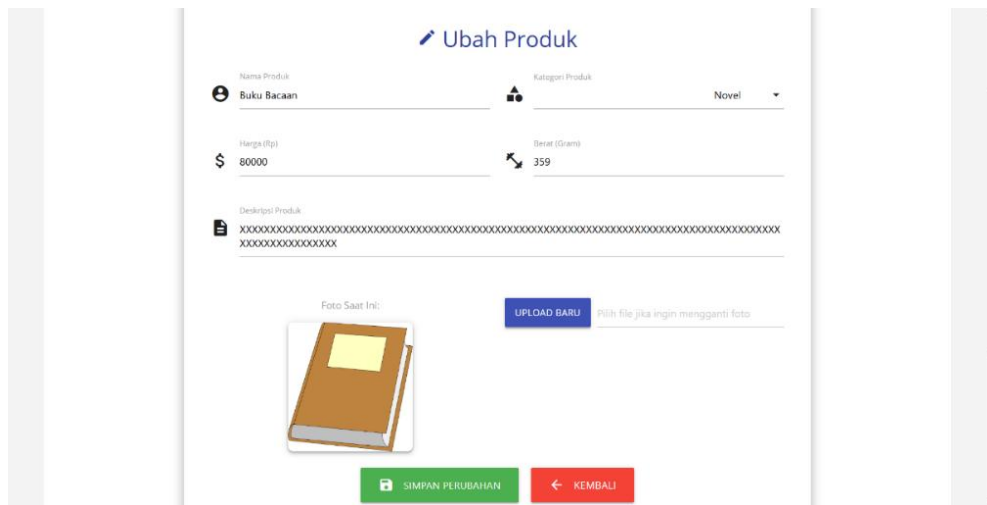 Ubah Produk
Nama Produk
Buku Bacaan
Kategori Produk
Novel
Harga (Rp)
80000
Berat (Gram)
359
Deskripsi Produk
XXXXXXXXXXXXXXXXXXXXXXXXXXXXXXXXXXXXXXXXXXXXXXXXXXXXXXXXXXXXXXXXXXXXXXXXXXXXXXXXXXXXXXXXX
XXXXXXXXXXXXXXXX
Foto Saat Ini:
UPLOAD BARU Pilih file jika ingin mengganti foto
SIMPAN PERUBAHAN
KEMBALI